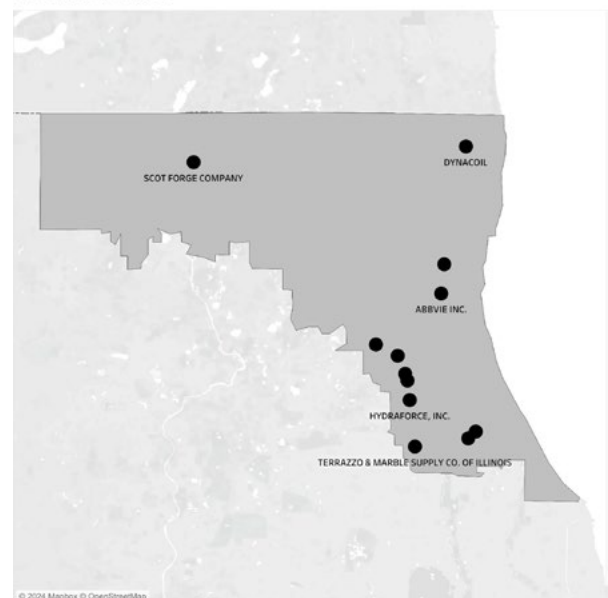 DYNACOIL
SCOT FORGE COMPANY
ABBVIE INC.
HYDRAFORCE, INC.
TERRAZZO & MARBLE SUPPLY CO. OF ILLINOIS
© 2024 Mapbox © OpenStreetMap